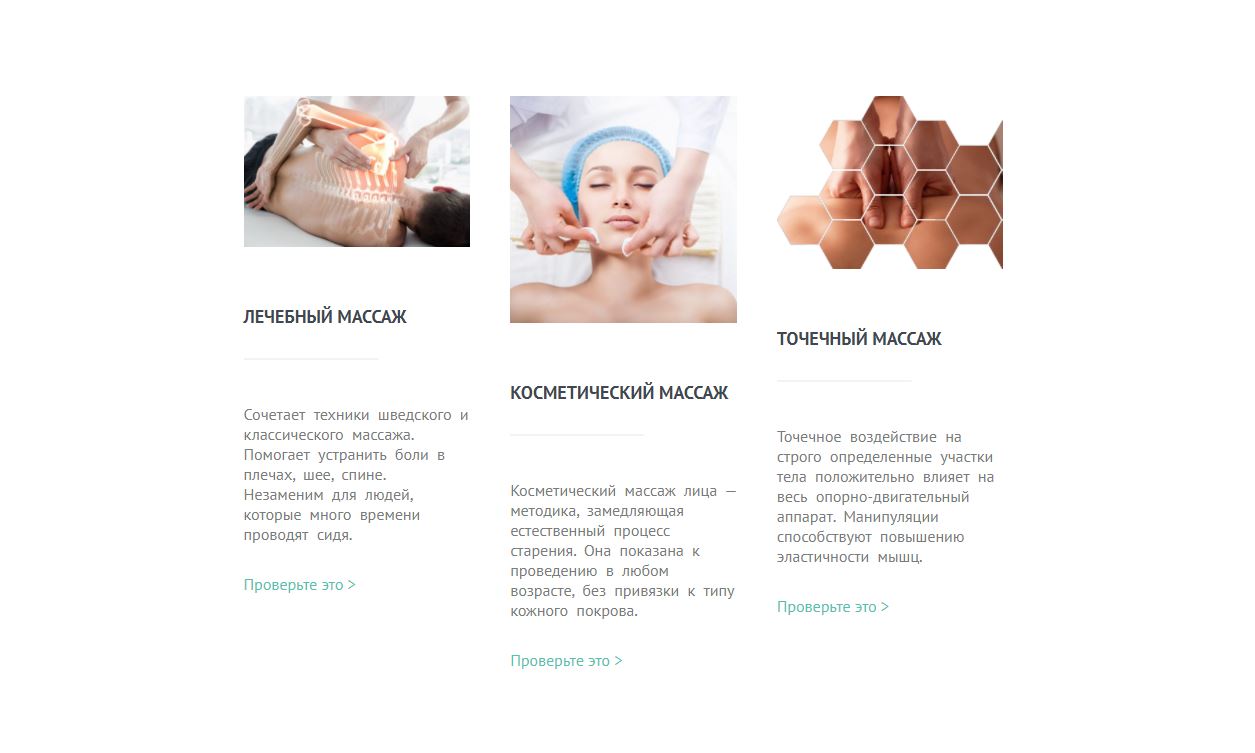 ЛЕЧЕБНЫЙ МАССАЖ
Сочетает техники шведского и
классического массажа.
Помогает устранить боли в
плечах, шее, спине.
Незаменим для людей,
которые много времени
проводят сидя.
Проверьте это >
КОСМЕТИЧЕСКИЙ МАССАЖ
Косметический массаж лица —
методика, замедляющая
естественный процесс
старения. Она показана к
проведению в любом
возрасте, без привязки к типу
кожного покрова.
Проверьте это >
ТОЧЕЧНЫЙ МАССАЖ
Точечное воздействие на
строго определенные участки
тела положительно влияет на
весь опорно-двигательный
аппарат. Манипуляции
способствуют повышению
эластичности мышц.
Проверьте это >